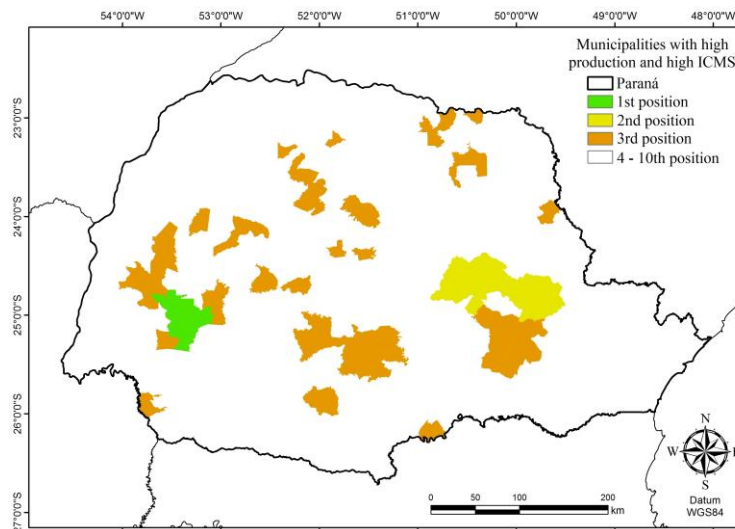 54°0'0"W 53°0'0"W 52°0'0"W 51°0'0"W 50°0'0"W 49°0'0"W 48°0'0"W
Municipalities with high
production and high ICMS
Paraná
1st position
2nd position
3rd position
4 - 10th position
23°0'0"S
24°0'0"S
25°0'0"S
26°0'0"S
27°0'0"S
N
W E
S
Datum
WGS84
0 50 100 200
km